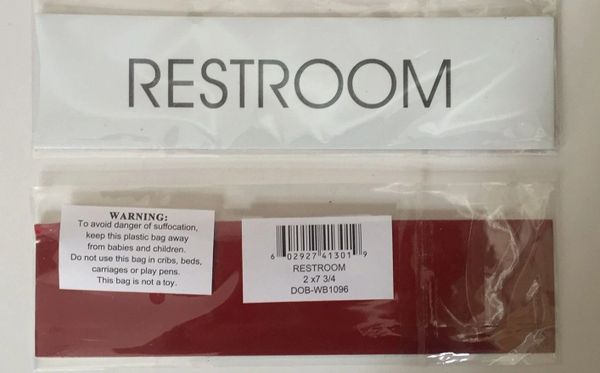 RESTROOM
WARNING:
To avoid danger of suffocation,
keep this plastic bag away
from babies and children.
Do not use this bag in cribs, beds,
carriages or play pens.
This bag is not a toy.
6 02927 41301 9
RESTROOM
2 x7 3/4
DOB-WB1096